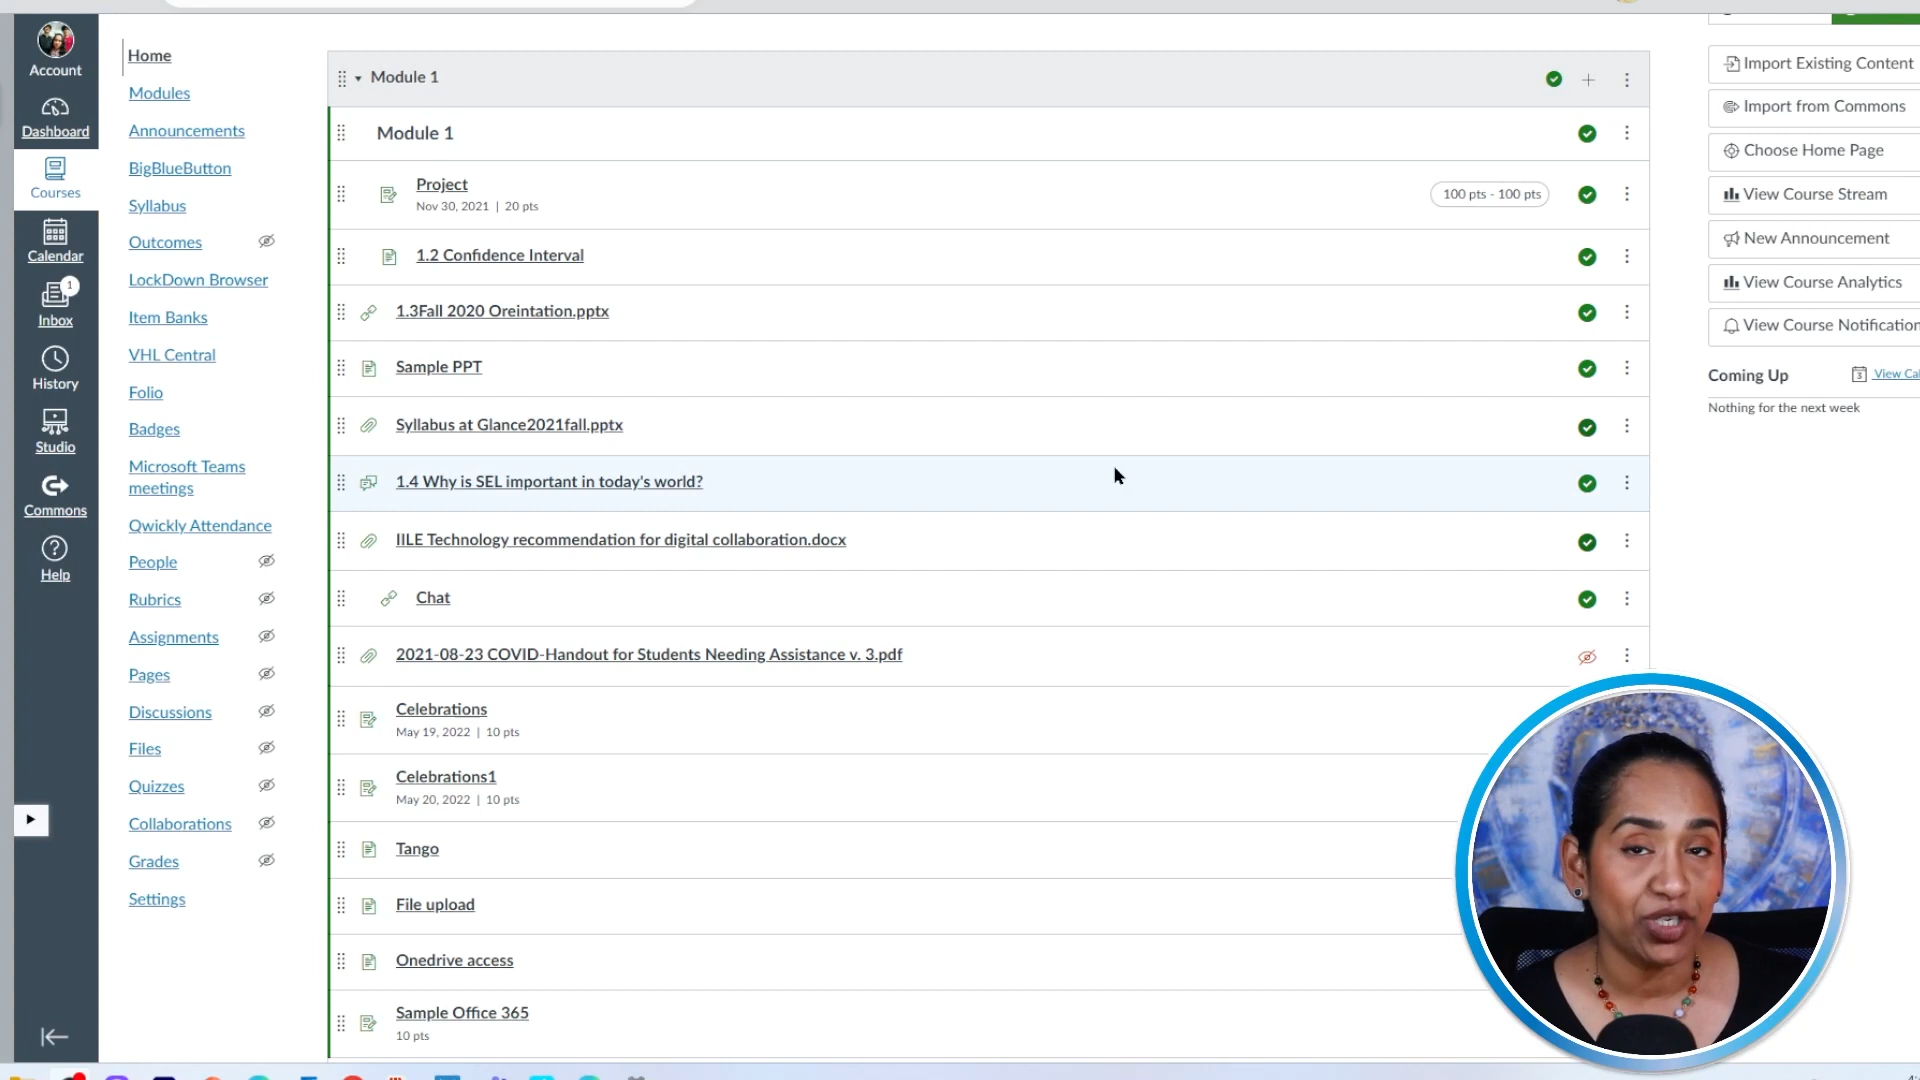 Account
Dashboard
Courses
Calendar
1
Inbox
History
Studio
Commons
Help
Home
Modules
Announcements
BigBlueButton
Syllabus
Outcomes
LockDown Browser
Item Banks
VHL Central
Folio
Badges
Microsoft Teams
meetings
Qwickly Attendance
People
Rubrics
Assignments
Pages
Discussions
Files
Quizzes
Collaborations
Grades
Settings
Module 1
Module 1
Project
Nov 30, 2021 | 20 pts
100 pts - 100 pts
1.2 Confidence Interval
1.3Fall 2020 Oreintation.pptx
Sample PPT
Syllabus at Glance2021fall.pptx
1.4 Why is SEL important in today's world?
IILE Technology recommendation for digital collaboration.docx
Chat
2021-08-23 COVID-Handout for Students Needing Assistance v. 3.pdf
Celebrations
May 19, 2022 | 10 pts
Celebrations1
May 20, 2022 | 10 pts
Tango
File upload
Onedrive access
Sample Office 365
10 pts
Import Existing Content
Import from Commons
Choose Home Page
View Course Stream
New Announcement
View Course Analytics
View Course Notification
Coming Up
3 View Cal
Nothing for the next week